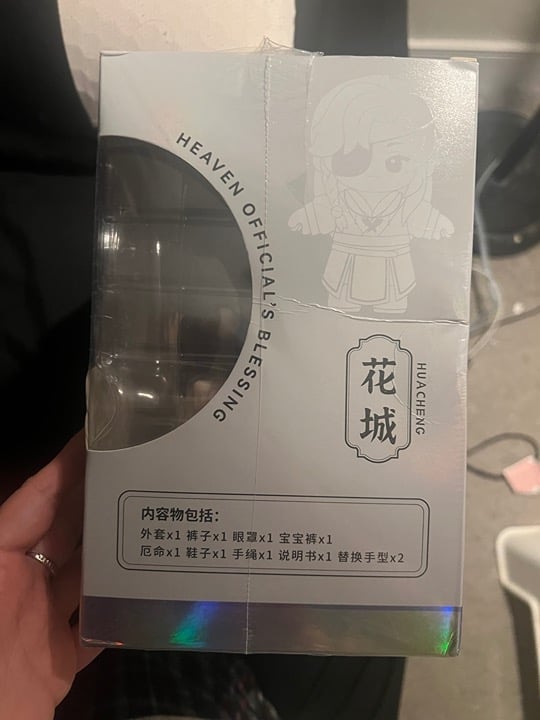 HEAVEN OFFICIAL'S BLESSING
花城
HUACHENG
内容物包括：
外套x1 裤子x1 眼罩x1 宝宝裤x1
厄命x1 鞋子x1 手绳x1 说明书x1 替换手型x2